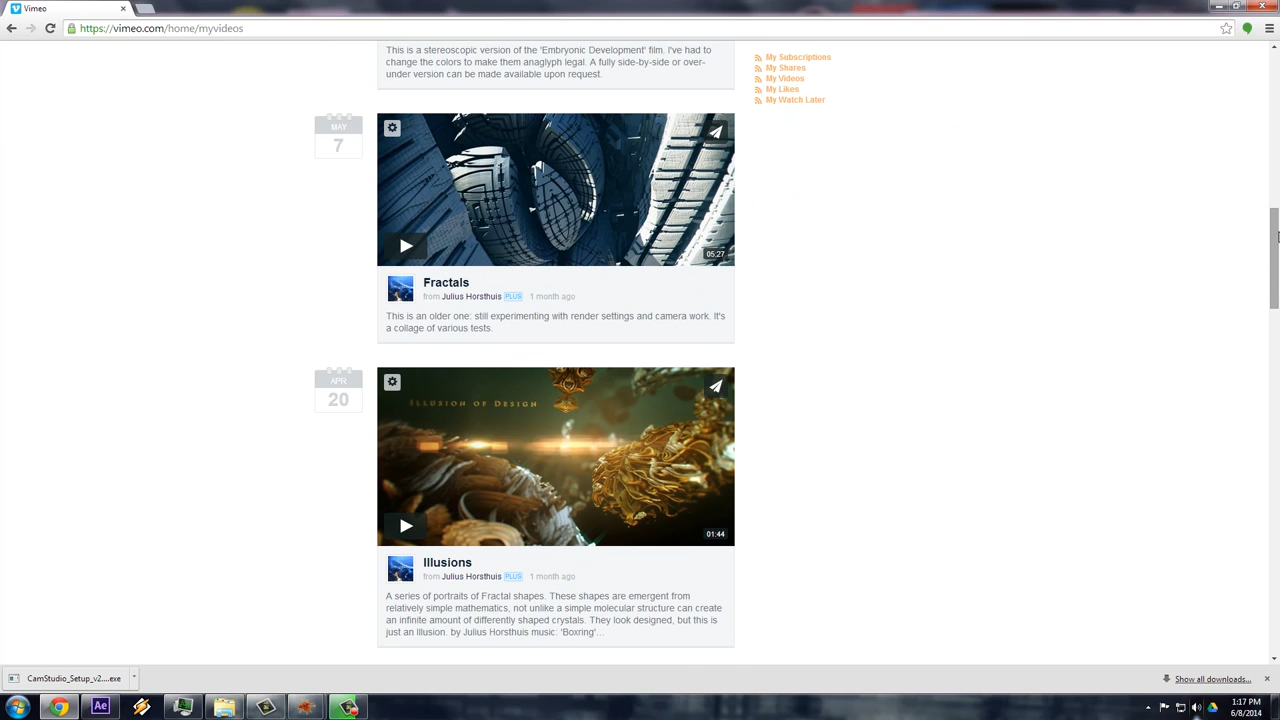 Vimeo
https://vimeo.com/home/myvideos
This is a stereoscopic version of the 'Embryonic Development' film. I've had to
change the colors to make them anaglyph legal. A fully side-by-side or over-
under version can be made available upon request.
My Subscriptions
My Shares
My Videos
My Likes
My Watch Later
MAY
7
05:27
Fractals
from Julius Horsthuis PLUS 1 month ago
This is an older one: still experimenting with render settings and camera work. It's
a collage of various tests.
APR
20
ILLUSION OF DESIGN
01:44
Illusions
from Julius Horsthuis PLUS 1 month ago
A series of portraits of Fractal shapes. These shapes are emergent from
relatively simple mathematics, not unlike a simple molecular structure can create
an infinite amount of differently shaped crystals. They look designed, but this is
just an Illusion. by Julius Horsthuis music: 'Boxring'...
CamStudio_Setup_v2....exe
Show all downloads...
Ae
1:17 PM
6/8/2014